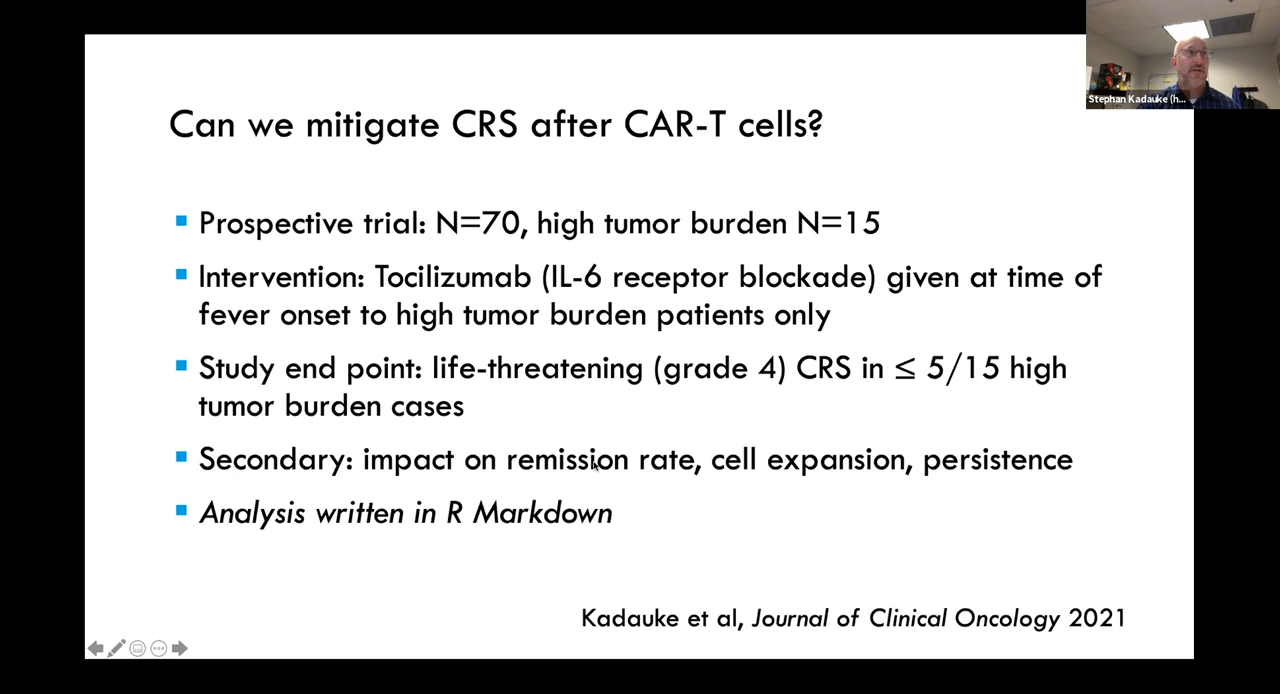 Stephan Kadauke (h...
Can we mitigate CRS after CAR-T cells?
Prospective trial: N=70, high tumor burden N=15
Intervention: Tocilizumab (IL-6 receptor blockade) given at time of
fever onset to high tumor burden patients only
Study end point: life-threatening (grade 4) CRS in ≤ 5/15 high
tumor burden cases
Secondary: impact on remission rate, cell expansion, persistence
Analysis written in R Markdown
Kadauke et al, Journal of Clinical Oncology 2021